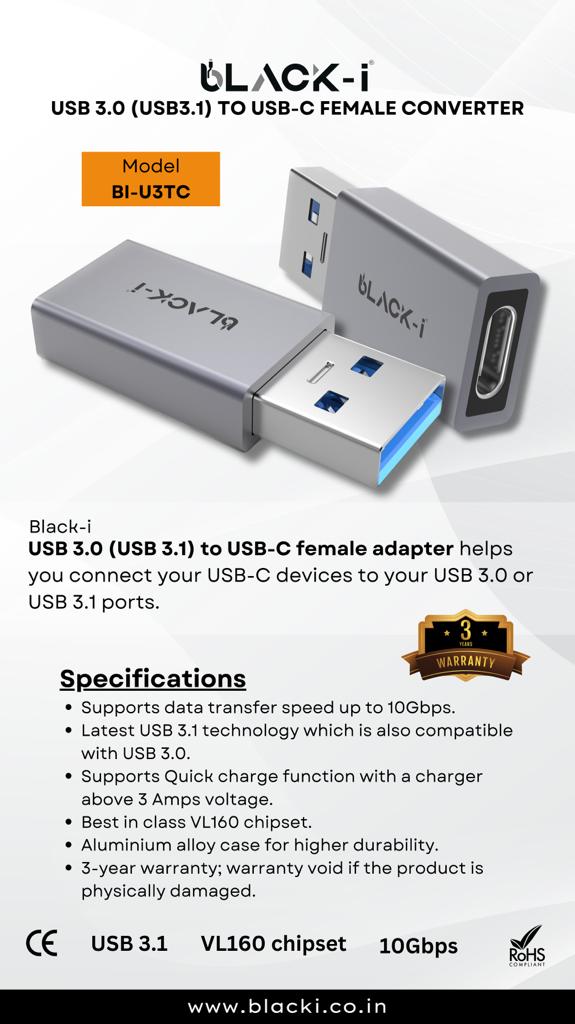 bLACK-i®
USB 3.0 (USB3.1) TO USB-C FEMALE CONVERTER
Model
BI-U3TC
bLACK-i
bLACK-i
Black-i
USB 3.0 (USB 3.1) to USB-C female adapter helps
you connect your USB-C devices to your USB 3.0 or
USB 3.1 ports.
3
YEARS
WARRANTY
Specifications
• Supports data transfer speed up to 10Gbps.
• Latest USB 3.1 technology which is also compatible
with USB 3.0.
• Supports Quick charge function with a charger
above 3 Amps voltage.
• Best in class VL160 chipset.
• Aluminium alloy case for higher durability.
• 3-year warranty; warranty void if the product is
physically damaged.
CE USB 3.1 VL160 chipset 10Gbps
RoHS
COMPLIANT
www.blacki.co.in